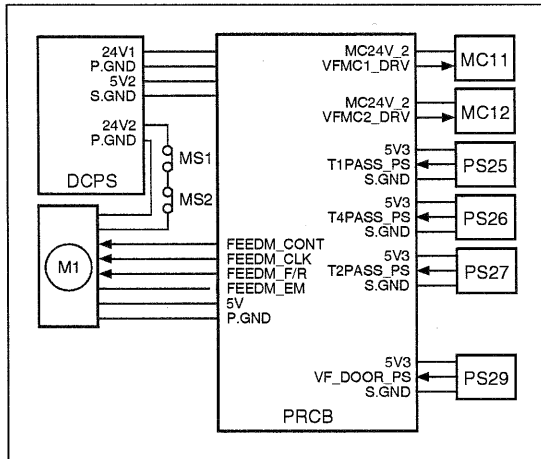 24V1
P.GND
5V2
S.GND
24V2
P.GND
DCPS
MS1
MS2
M1
FEEDM_CONT
FEEDM_CLK
FEEDM_F/R
FEEDM_EM
5V
P.GND
PRCB
MC24V_2
VFMC1_DRV
MC11
MC24V_2
VFMC2_DRV
MC12
5V3
T1PASS_PS
S.GND
PS25
5V3
T4PASS_PS
S.GND
PS26
5V3
T2PASS_PS
S.GND
PS27
5V3
VF_DOOR_PS
S.GND
PS29